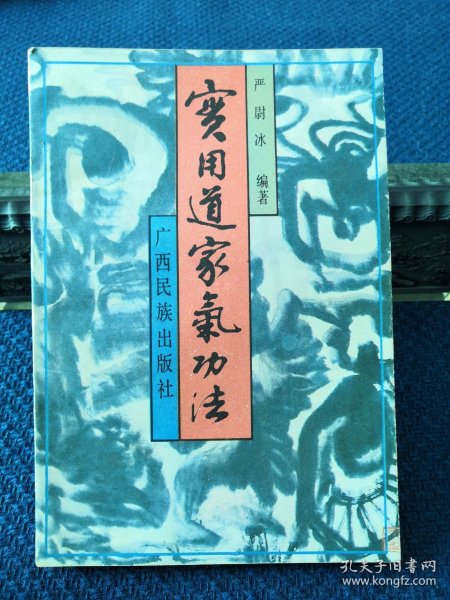 严尉冰 编著
實用道家氣功法
广西民族出版社
孔夫子旧书网
www.kongfz.com